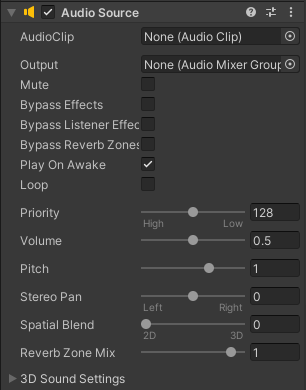 Audio Source
AudioClip None (Audio Clip)
Output None (Audio Mixer Group
Mute
Bypass Effects
Bypass Listener Effec
Bypass Reverb Zones
Play On Awake
Loop
Priority 128
High Low
Volume 0.5
Pitch 1
Stereo Pan 0
Left Right
Spatial Blend 0
2D 3D
Reverb Zone Mix 1
3D Sound Settings